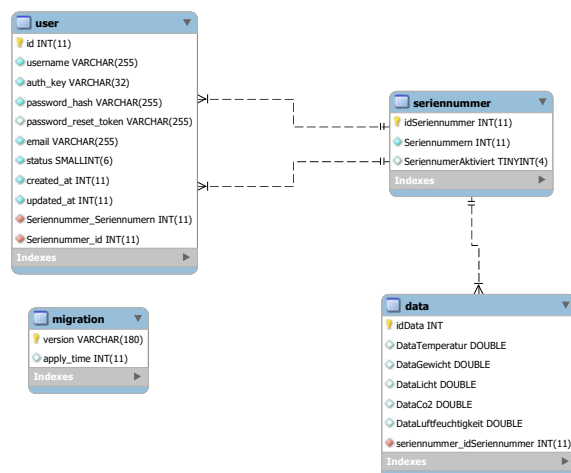 user
id INT(11)
username VARCHAR(255)
auth_key VARCHAR(32)
password_hash VARCHAR(255)
password_reset_token VARCHAR(255)
email VARCHAR(255)
status SMALLINT(6)
created_at INT(11)
updated_at INT(11)
Seriennummer_Seriennumern INT(11)
Seriennummer_id INT(11)
Indexes
seriennummer
idSeriennummer INT(11)
Seriennummern INT(11)
SeriennumerAktiviert TINYINT(4)
Indexes
migration
version VARCHAR(180)
apply_time INT(11)
Indexes
data
idData INT
DataTemperatur DOUBLE
DataGewicht DOUBLE
DataLicht DOUBLE
DataCo2 DOUBLE
DataLuftfeuchtigkeit DOUBLE
seriennummer_idSeriennummer INT(11)
Indexes